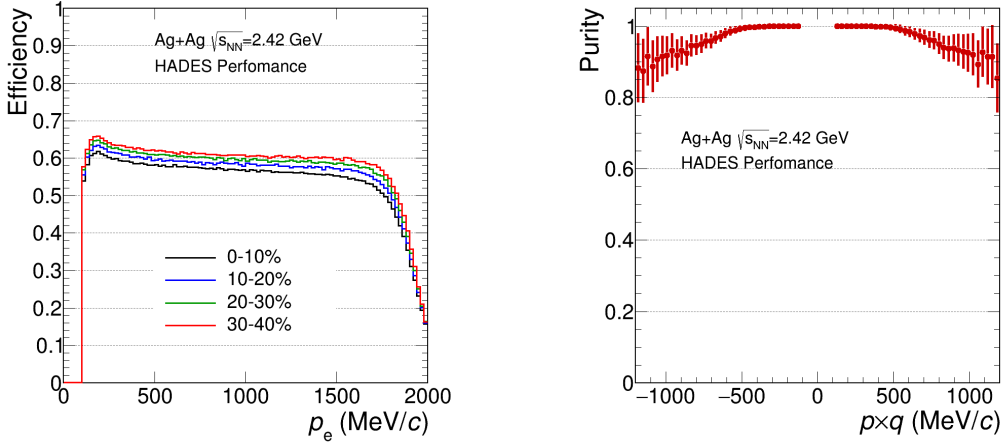 Efficiency
1
0.9
0.8
0.7
0.6
0.5
0.4
0.3
0.2
0.1
0
Ag+Ag √sNN=2.42 GeV
HADES Perfomance
0-10%
10-20%
20-30%
30-40%
0 500 1000 1500 2000
pe (MeV/c)
Purity
1
0.8
0.6
0.4
0.2
0
Ag+Ag √sNN=2.42 GeV
HADES Perfomance
−1000 −500 0 500 1000
p×q (MeV/c)